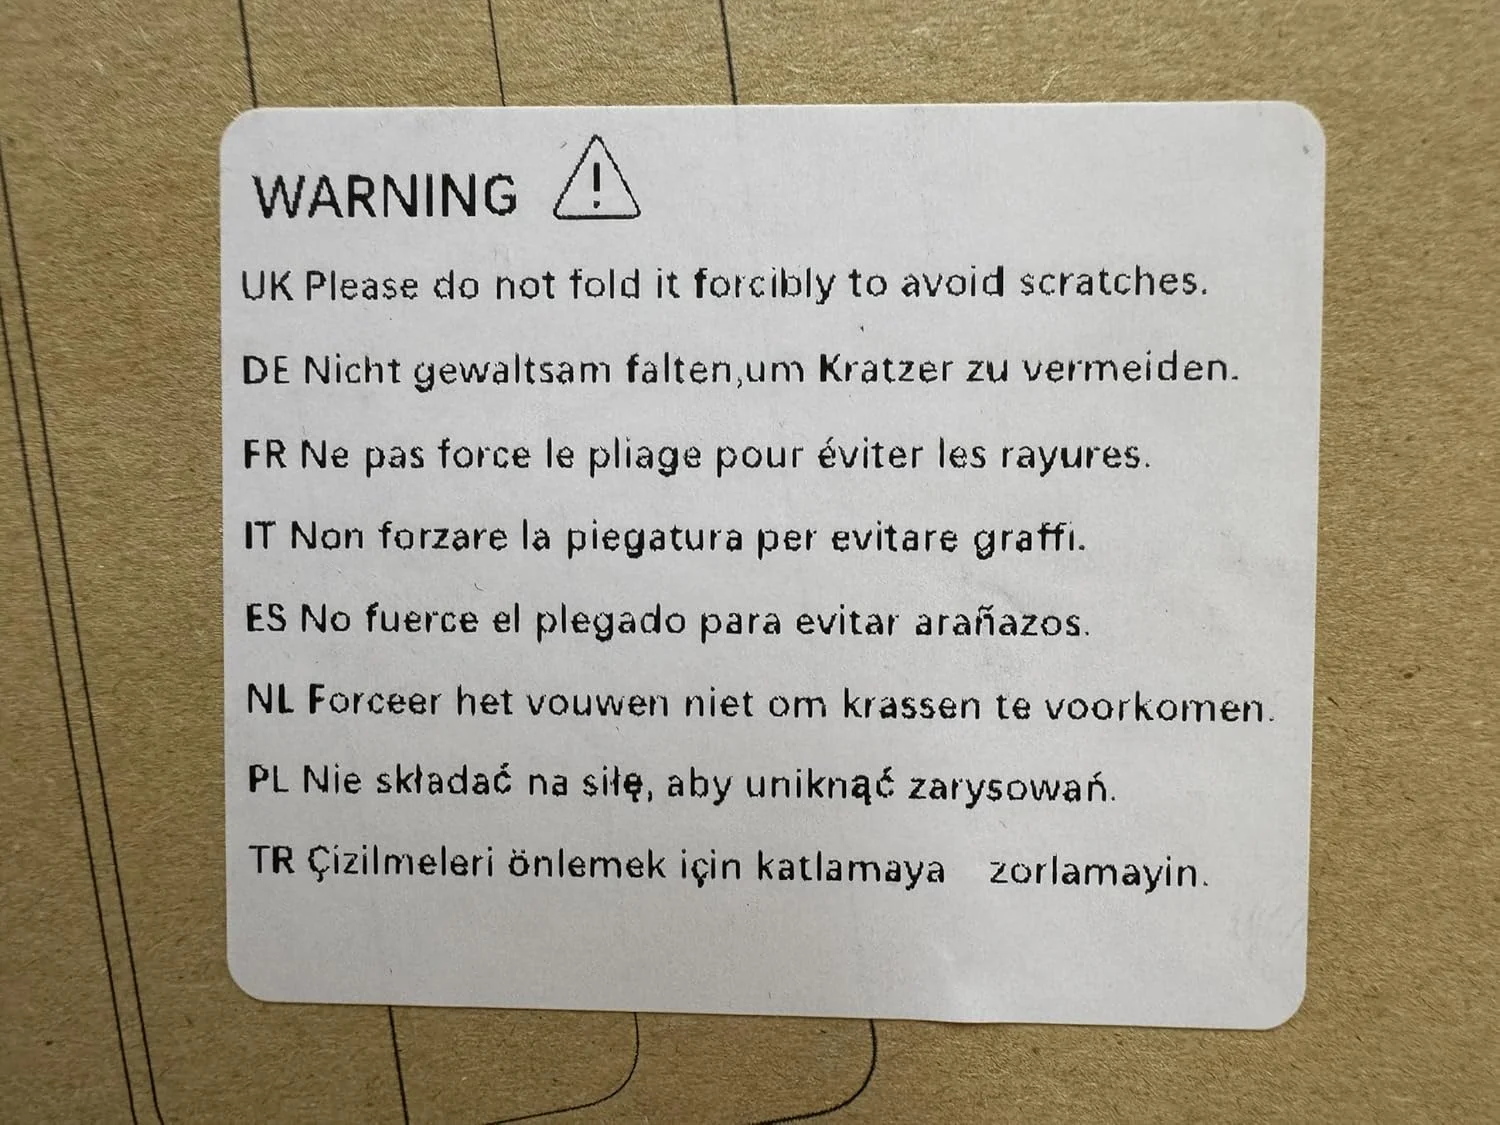 WARNING
UK Please do not fold it forcibly to avoid scratches.
DE Nicht gewaltsam falten,um Kratzer zu vermeiden.
FR Ne pas force le pliage pour éviter les rayures.
IT Non forzare la piegatura per evitare graffi.
ES No fuerce el plegado para evitar arañazos.
NL Forceer het vouwen niet om krassen te voorkomen.
PL Nie składać na siłę, aby uniknąć zarysowań.
TR Çizilmeleri önlemek için katlamaya zorlamayin.